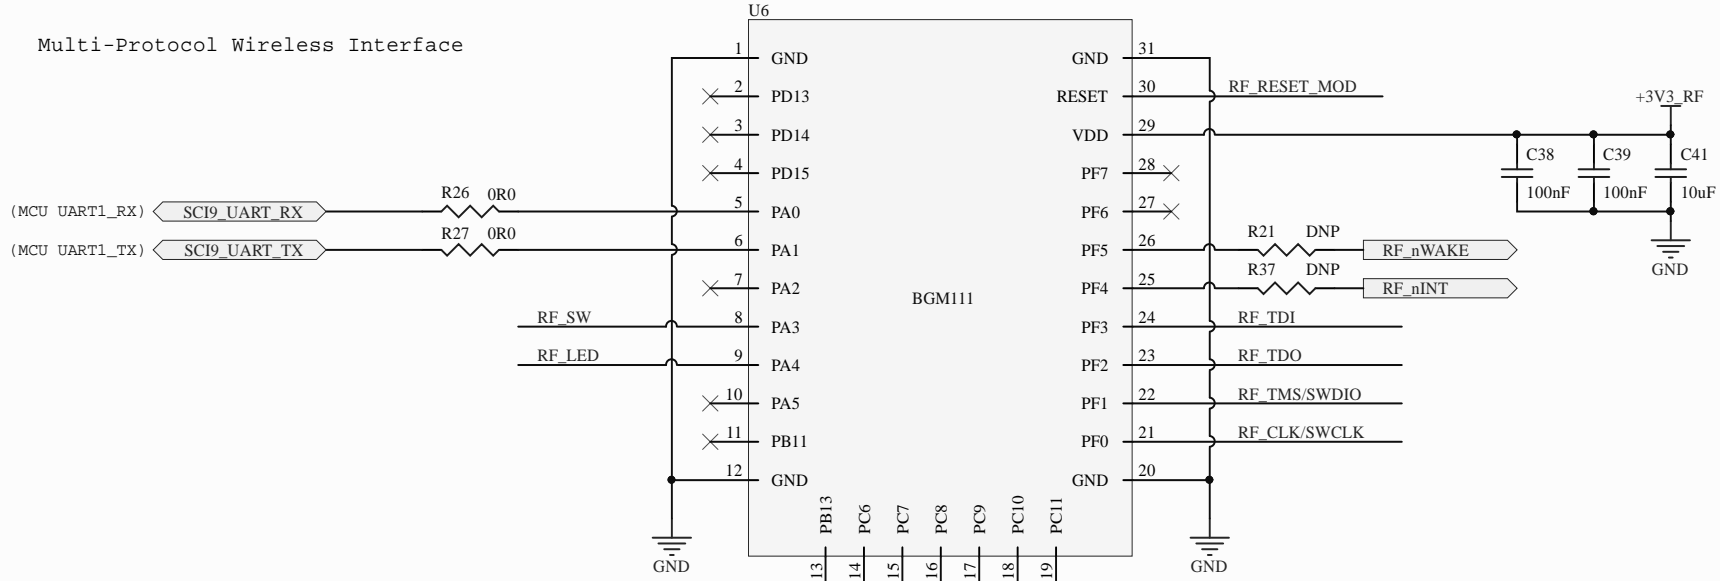 U6
Multi-Protocol Wireless Interface
1 GND GND 31
2 PD13 RESET 30 RF_RESET_MOD
+3V3_RF
3 PD14 VDD 29
C38 C39 C41
4 PD15 PF7 28
100nF 100nF 10uF
R26 0R0
(MCU UART1_RX) SCI9_UART_RX 5 PA0 PF6 27
R27 0R0 R21 DNP
(MCU UART1_TX) SCI9_UART_TX 6 PA1 PF5 26 RF_nWAKE
GND
R37 DNP
7 PA2 PF4 25 RF_nINT
BGM111
RF_SW 8 PA3 PF3 24 RF_TDI
RF_LED 9 PA4 PF2 23 RF_TDO
10 PA5 PF1 22 RF_TMS/SWDIO
11 PB11 PF0 21 RF_CLK/SWCLK
12 GND GND 20
PB13 PC6 PC7 PC8 PC9 PC10 PC11
GND GND
13 14 15 16 17 18 19